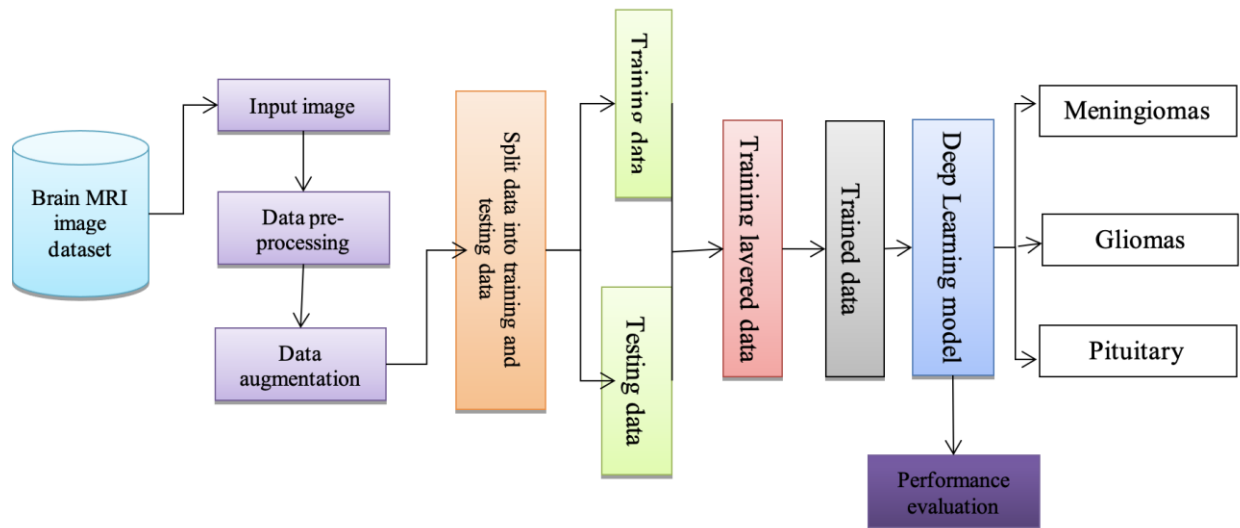 Brain MRI
image
dataset
Input image
Data pre-
processing
Data
augmentation
Split data into training and
testing data
Training data
Testing data
Training layered data
Trained data
Deep Learning model
Meningiomas
Gliomas
Pituitary
Performance
evaluation